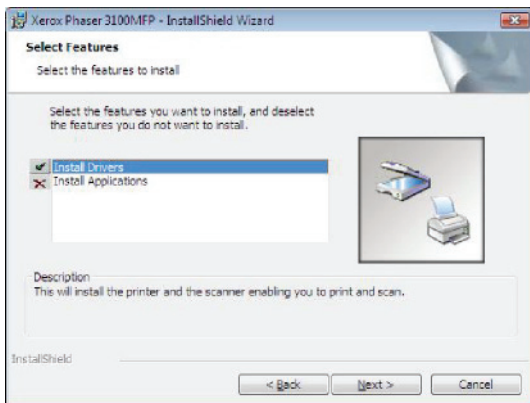 Xerox Phaser 3100MFP - InstallShield Wizard
Select Features
Select the features to install
Select the features you want to install, and deselect
the features you do not want to install.
Install Drivers
Install Applications
Description
This will install the printer and the scanner enabling you to print and scan.
InstallShield
< Back
Next >
Cancel